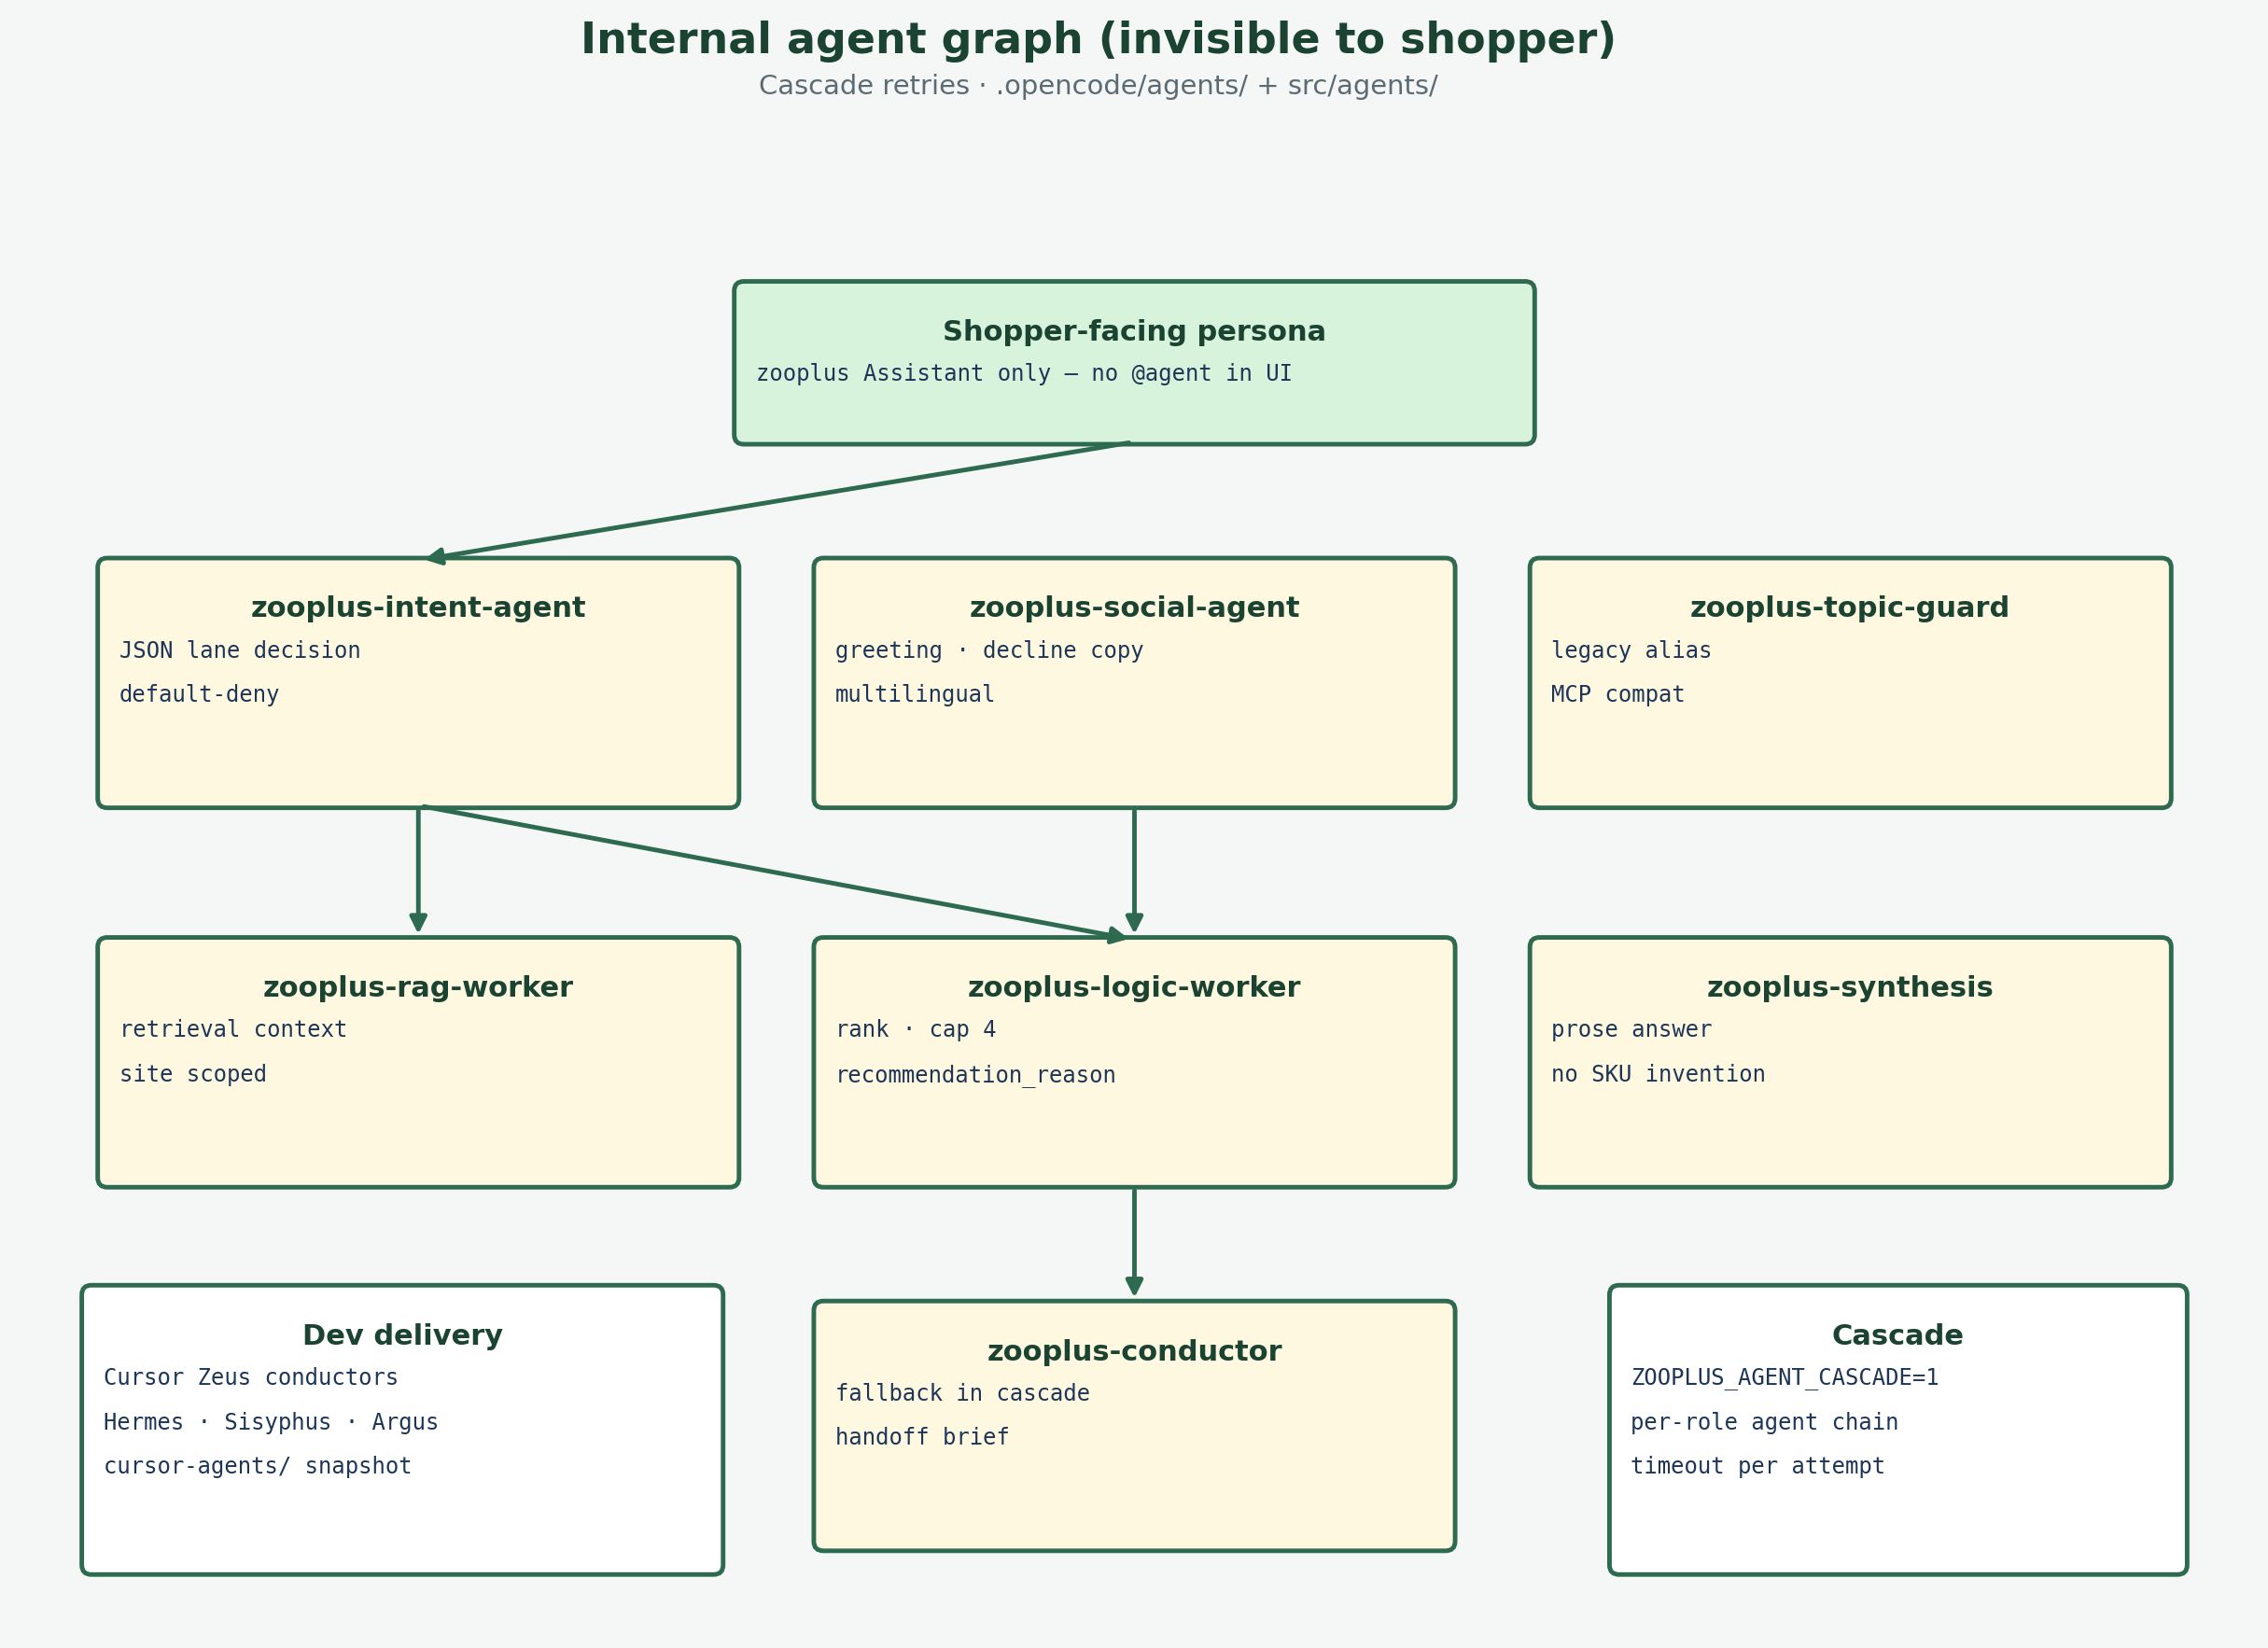 Internal agent graph (invisible to shopper)
Cascade retries · .opencode/agents/ + src/agents/
Shopper-facing persona
zooplus Assistant only — no @agent in UI
zooplus-intent-agent
JSON lane decision
default-deny
zooplus-social-agent
greeting · decline copy
multilingual
zooplus-topic-guard
legacy alias
MCP compat
zooplus-rag-worker
retrieval context
site scoped
zooplus-logic-worker
rank · cap 4
recommendation_reason
zooplus-synthesis
prose answer
no SKU invention
Dev delivery
Cursor Zeus conductors
Hermes · Sisyphus · Argus
cursor-agents/ snapshot
zooplus-conductor
fallback in cascade
handoff brief
Cascade
ZOOPLUS_AGENT_CASCADE=1
per-role agent chain
timeout per attempt